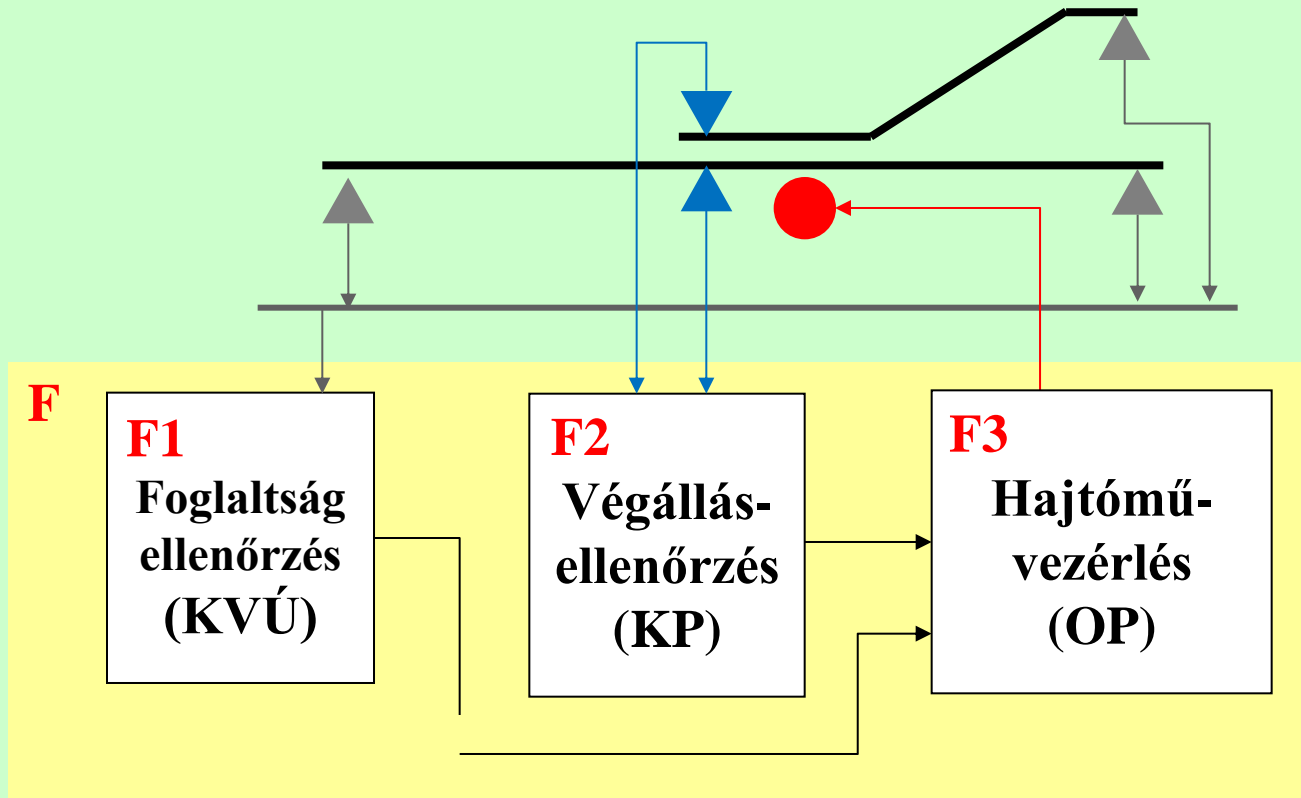 F
F1
Foglaltság
ellenőrzés
(KVÚ)
F2
Végállás-
ellenőrzés
(KP)
F3
Hajtómű-
vezérlés
(OP)